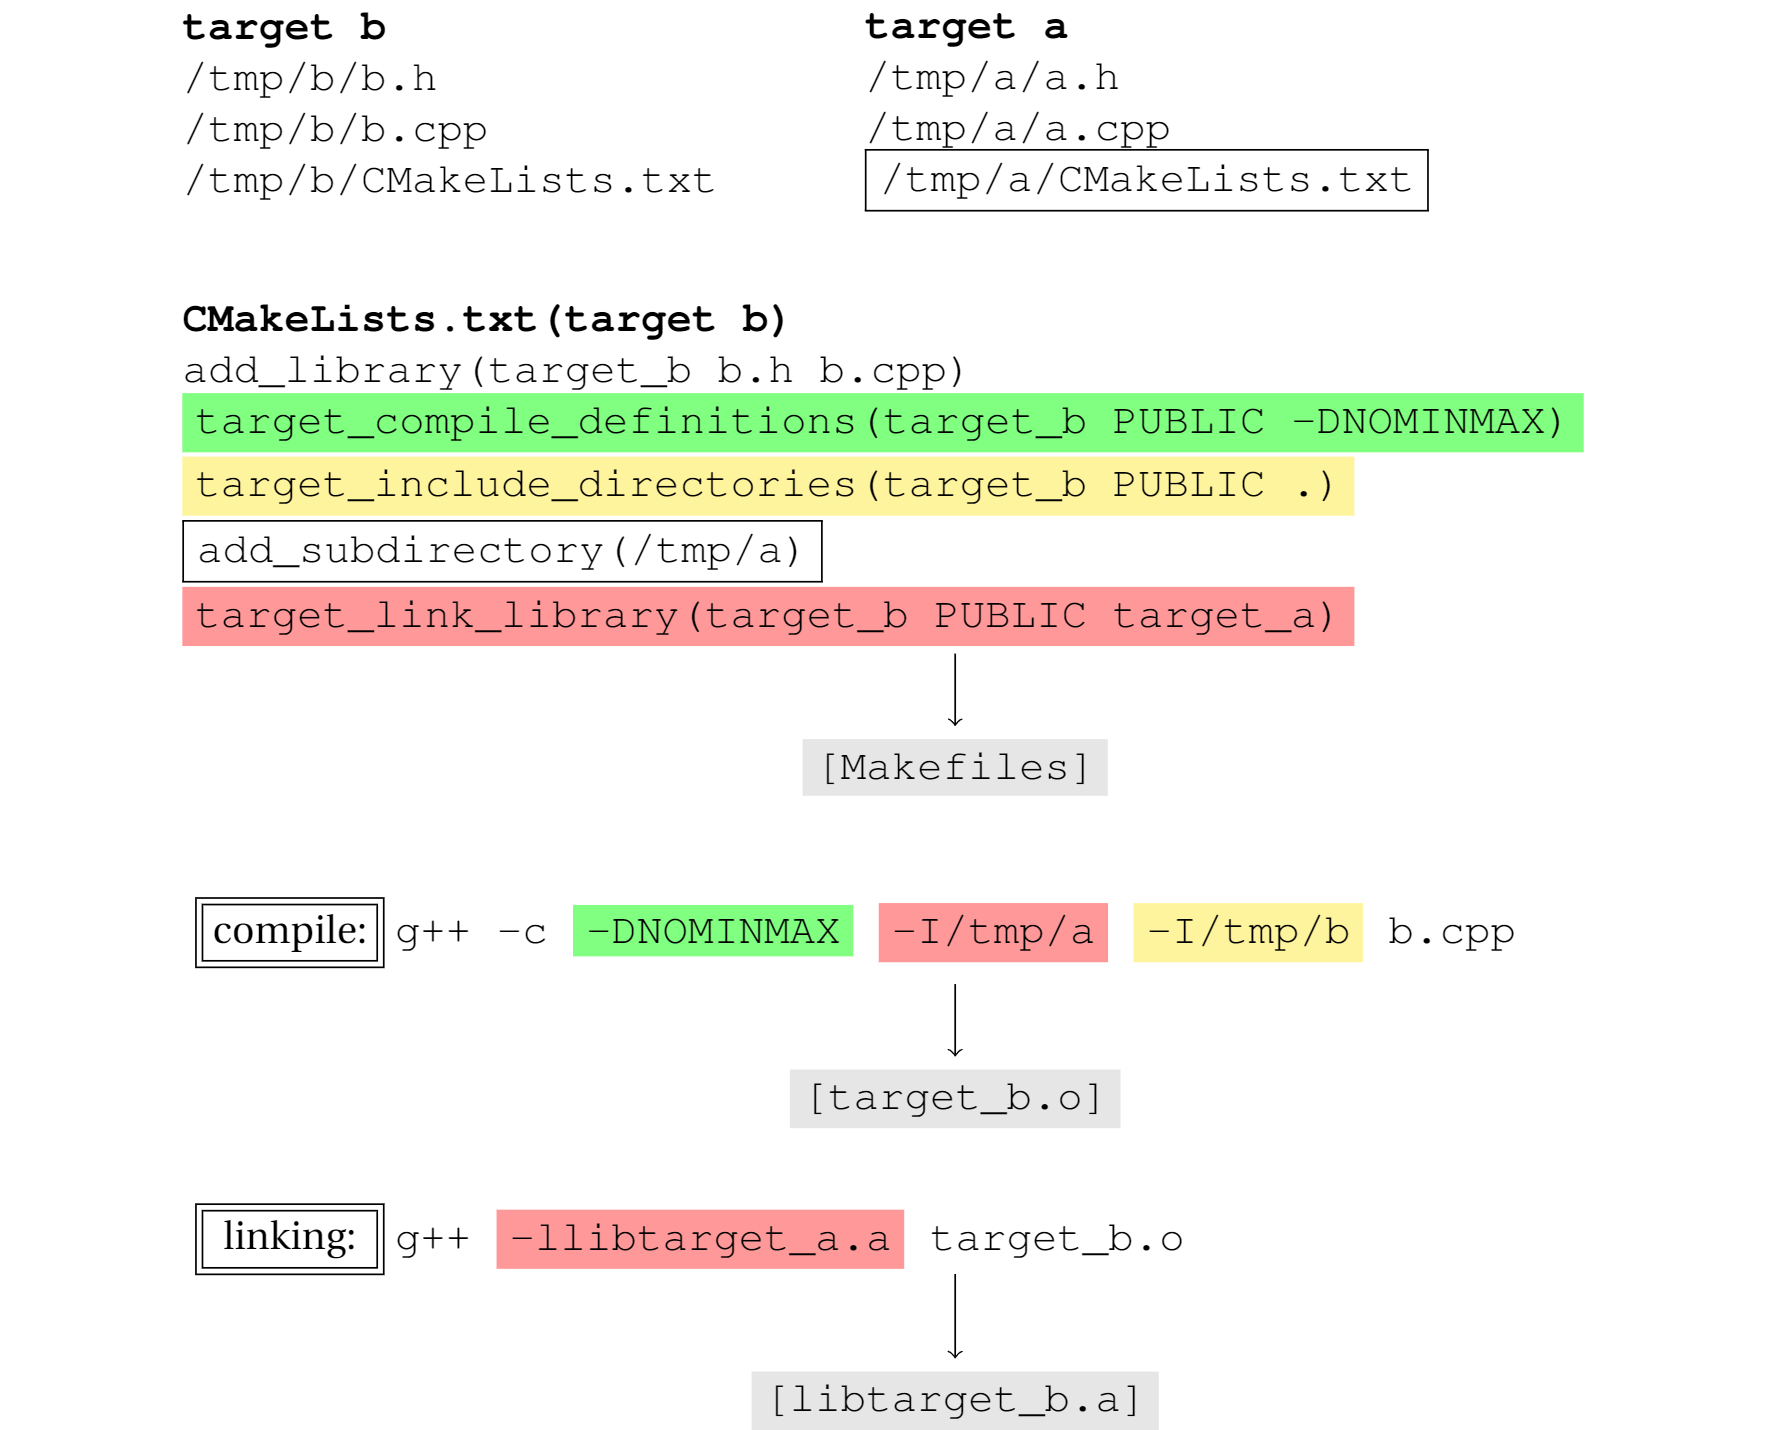 target b
/tmp/b/b.h
/tmp/b/b.cpp
/tmp/b/CMakeLists.txt
target a
/tmp/a/a.h
/tmp/a/a.cpp
/tmp/a/CMakeLists.txt
CMakeLists.txt(target b)
add_library(target_b b.h b.cpp)
target_compile_definitions(target_b PUBLIC -DNOMINMAX)
target_include_directories(target_b PUBLIC .)
add_subdirectory(/tmp/a)
target_link_library(target_b PUBLIC target_a)
[Makefiles]
compile: g++ -c -DNOMINMAX -I/tmp/a -I/tmp/b b.cpp
[target_b.o]
linking: g++ -llibtarget_a.a target_b.o
[libtarget_b.a]